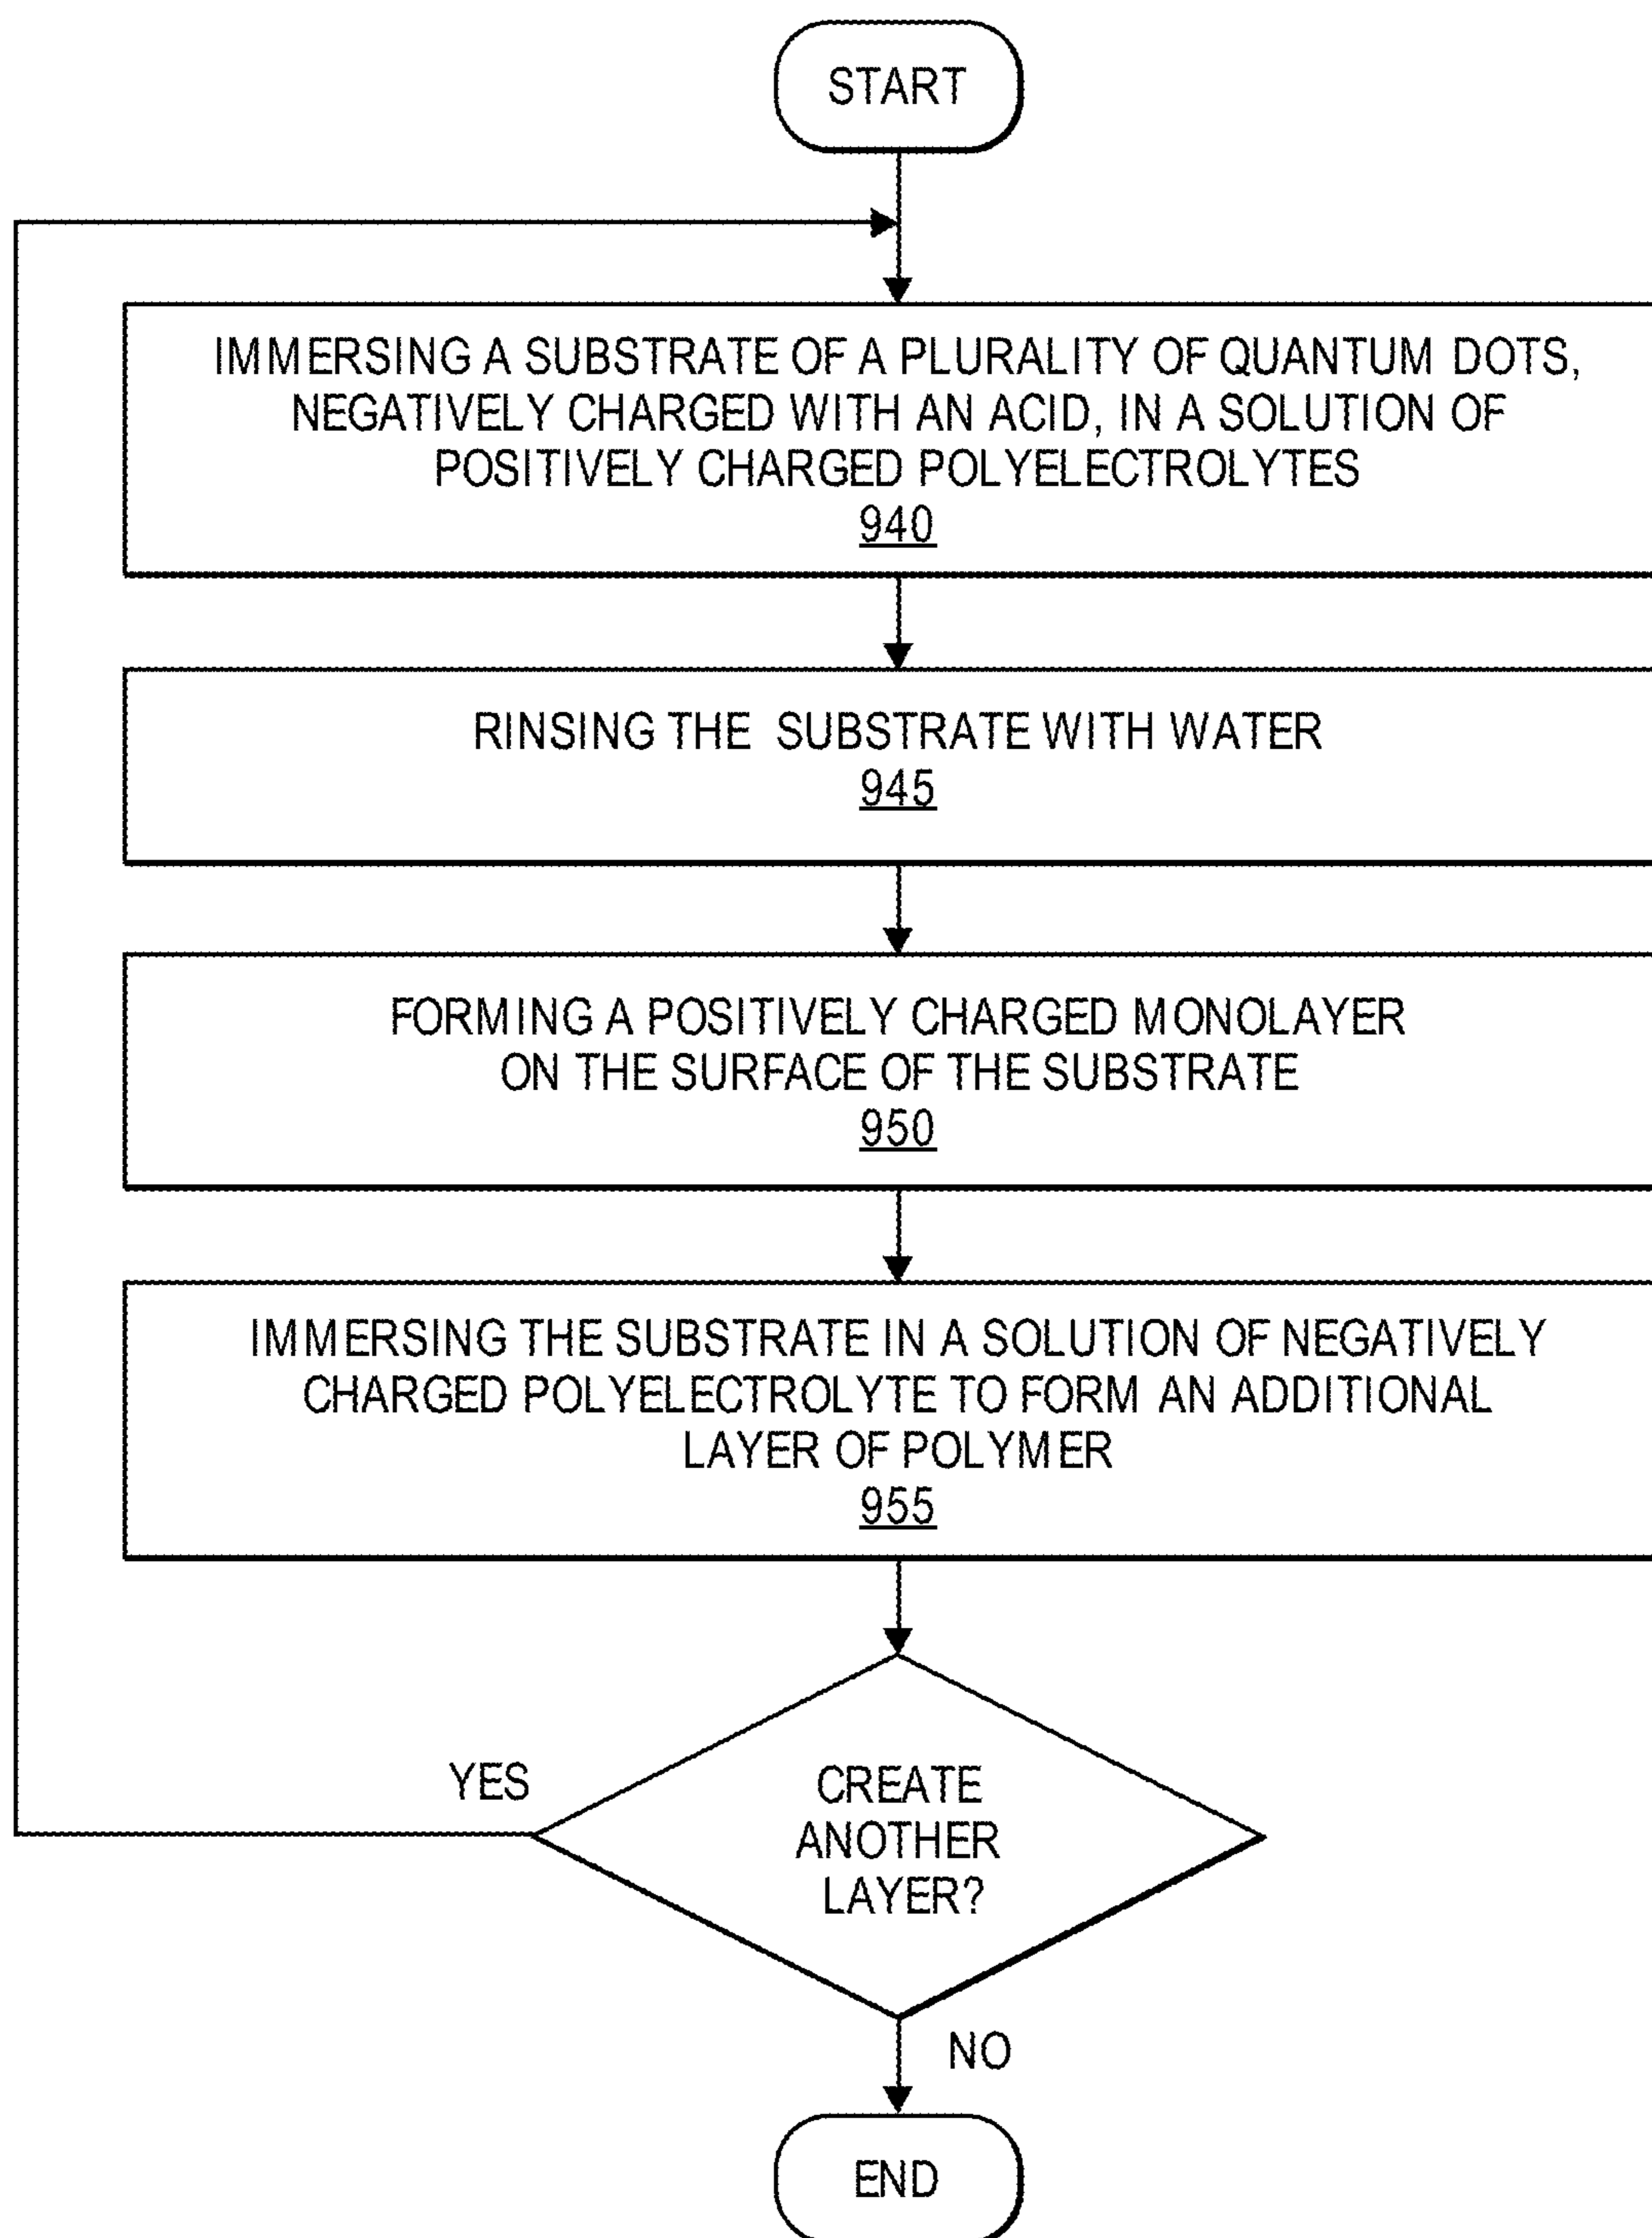 START
IMMERSING A SUBSTRATE OF A PLURALITY OF QUANTUM DOTS,
NEGATIVELY CHARGED WITH AN ACID, IN A SOLUTION OF
POSITIVELY CHARGED POLYELECTROLYTES
940
RINSING THE SUBSTRATE WITH WATER
945
FORMING A POSITIVELY CHARGED MONOLAYER
ON THE SURFACE OF THE SUBSTRATE
950
IMMERSING THE SUBSTRATE IN A SOLUTION OF NEGATIVELY
CHARGED POLYELECTROLYTE TO FORM AN ADDITIONAL
LAYER OF POLYMER
955
YES
CREATE
ANOTHER
LAYER?
NO
END